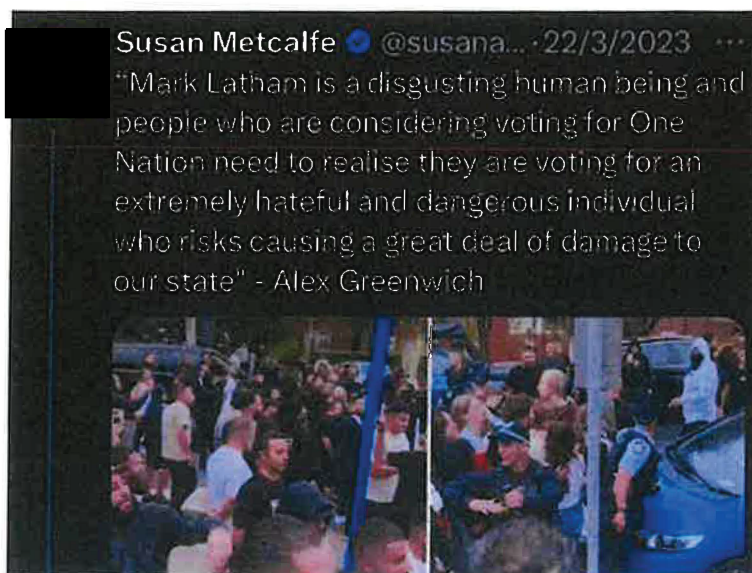 Susan Metcalfe @susana... · 22/3/2023 ...
"Mark Latham is a disgusting human being and
people who are considering voting for One
Nation need to realise they are voting for an
extremely hateful and dangerous individual
who risks causing a great deal of damage to
our state" - Alex Greenwich